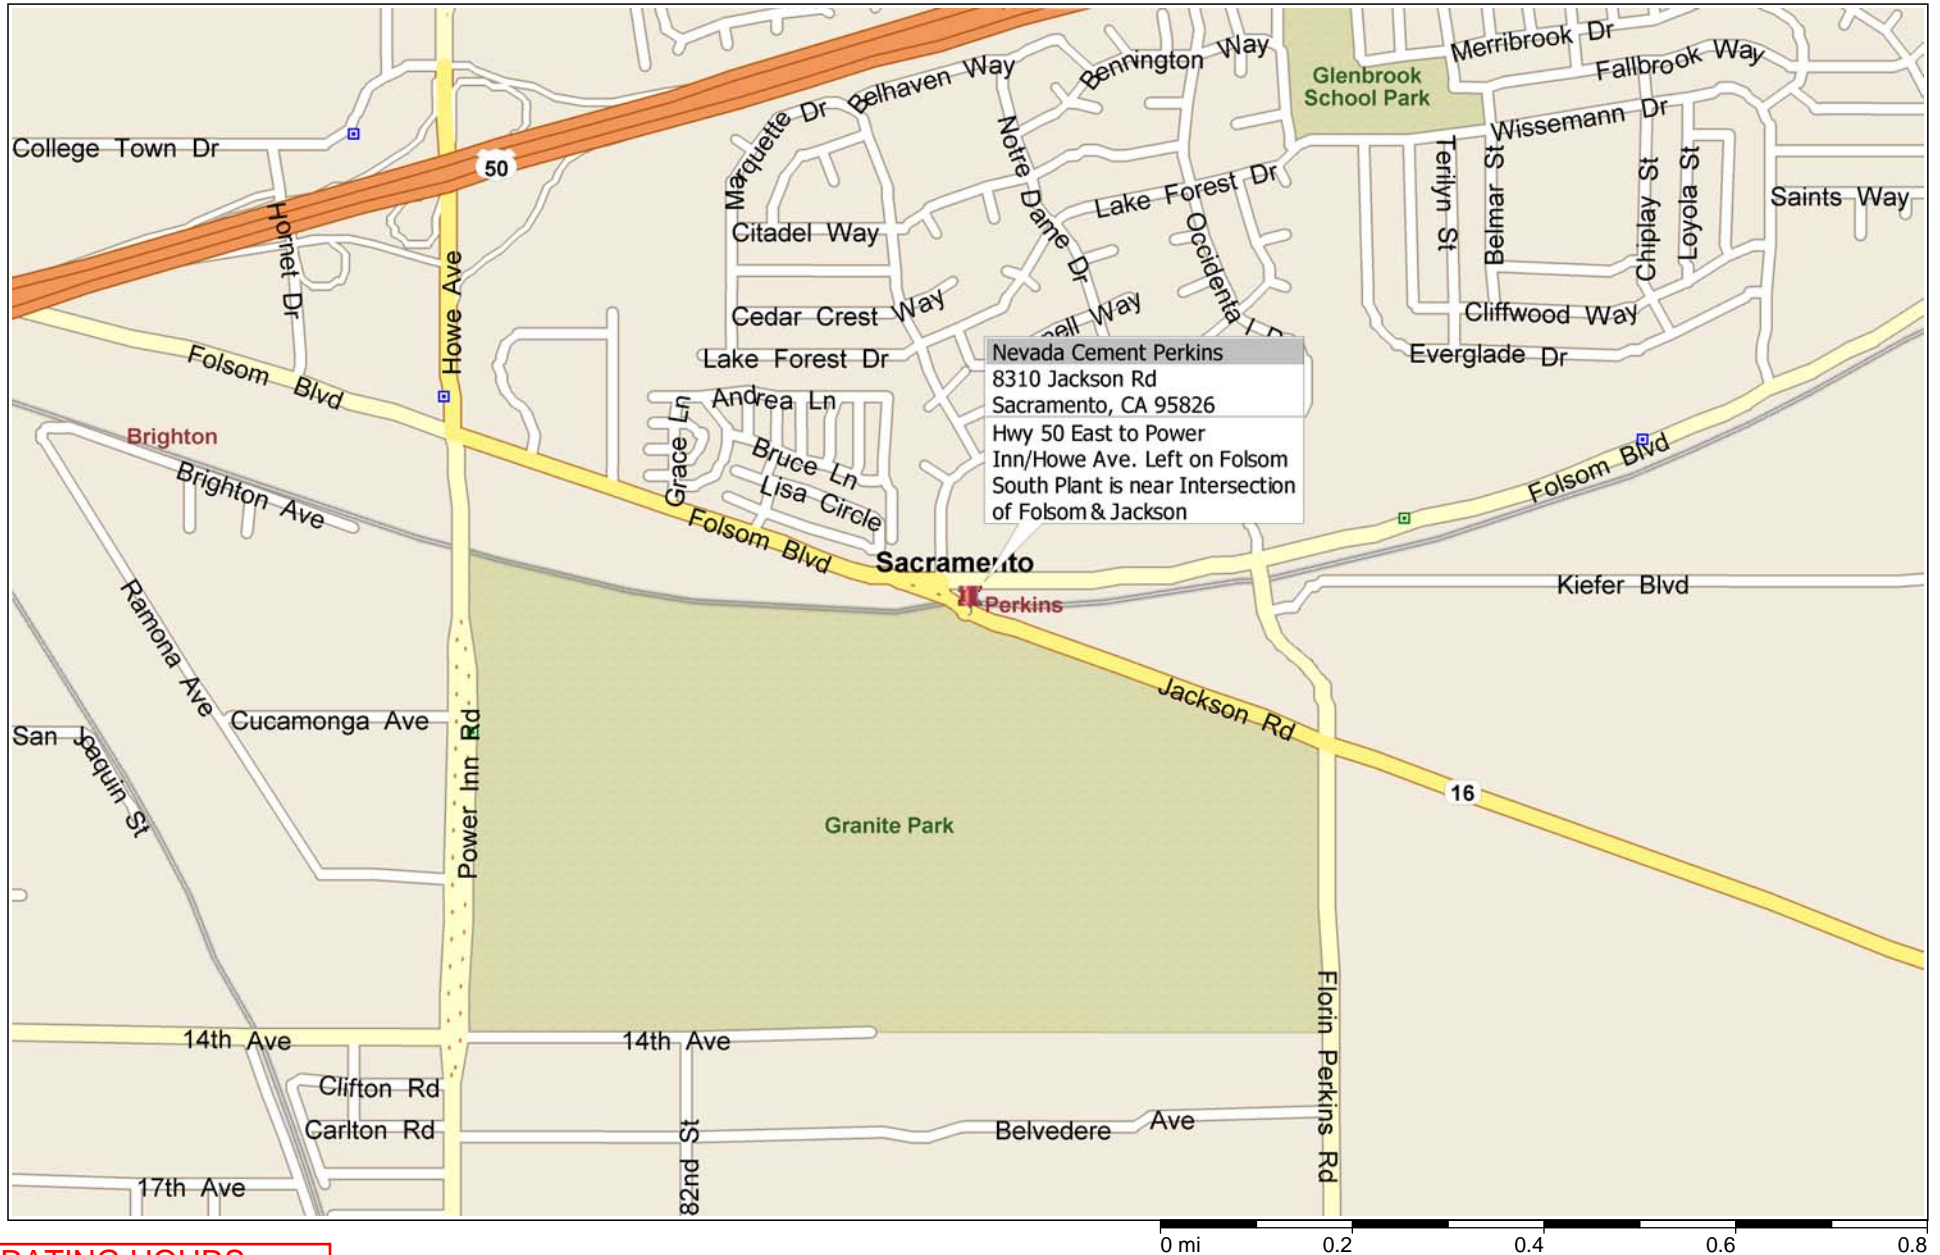 Merribrook Dr
Fallbrook Way
Bennington Way
Glenbrook
School Park
Belhaven Way
Wissemann Dr
Marquette Dr
College Town Dr
50
Notre Dame Dr
Lake Forest Dr
Terilyn St
Belmar St
Chiplay St
Loyola St
Saints Way
Hornet Dr
Citadel Way
Occidental D
Howe Ave
Cedar Crest Way
nell Way
Cliffwood Way
Lake Forest Dr
Everglade Dr
Folsom Blvd
Nevada Cement Perkins
8310 Jackson Rd
Sacramento, CA 95826
Hwy 50 East to Power
Inn/Howe Ave. Left on Folsom
South Plant is near Intersection
of Folsom & Jackson
Andrea Ln
Grace Ln
Brighton
Bruce Ln
Lisa Circle
Brighton Ave
Folsom Blvd
Folsom Blvd
Sacramento
Perkins
Kiefer Blvd
Ramona Ave
Jackson Rd
Cucamonga Ave
San Joaquin St
Power Inn Rd
16
Granite Park
14th Ave
14th Ave
Florin Perkins Rd
Clifton Rd
Carlton Rd
82nd St
Belvedere Ave
17th Ave
RATING HOURS
0 mi 0.2 0.4 0.6 0.8